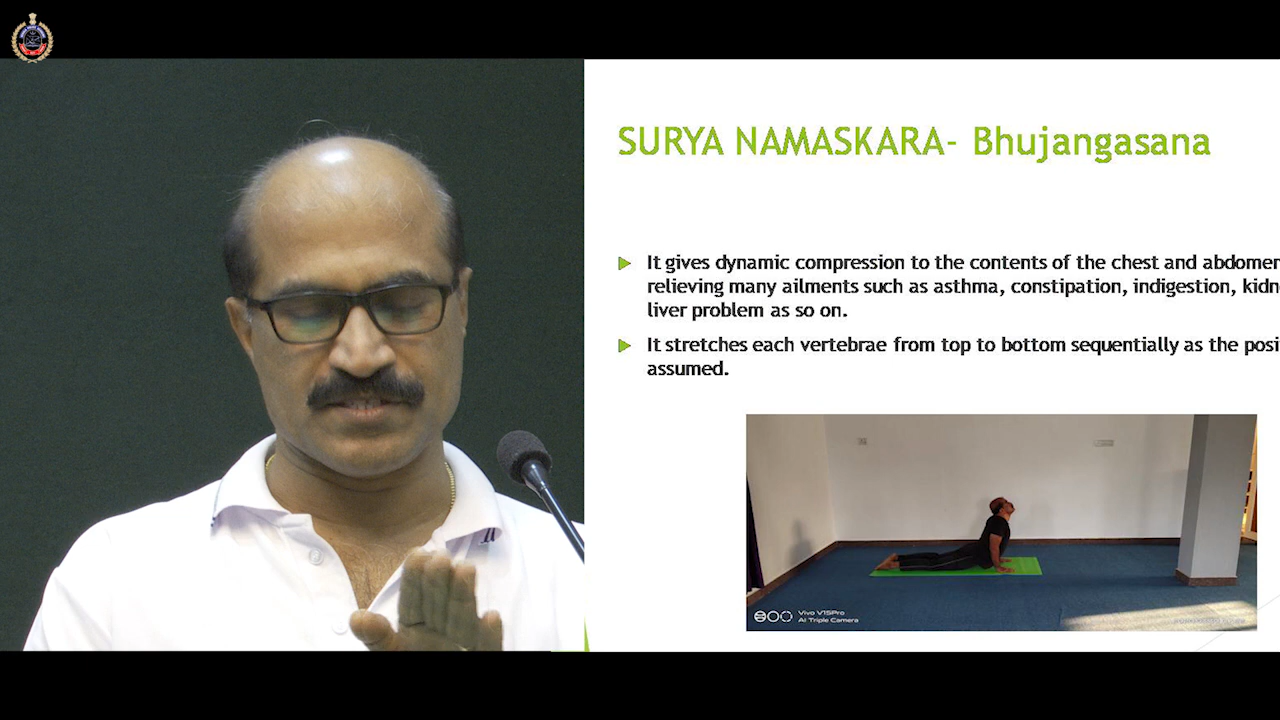 SURYA NAMASKARA- Bhujangasana
It gives dynamic compression to the contents of the chest and abdomen
relieving many ailments such as asthma, constipation, indigestion, kidn
liver problem as so on.
It stretches each vertebrae from top to bottom sequentially as the posi
assumed.
Vivo V15Pro
AI Triple Camera